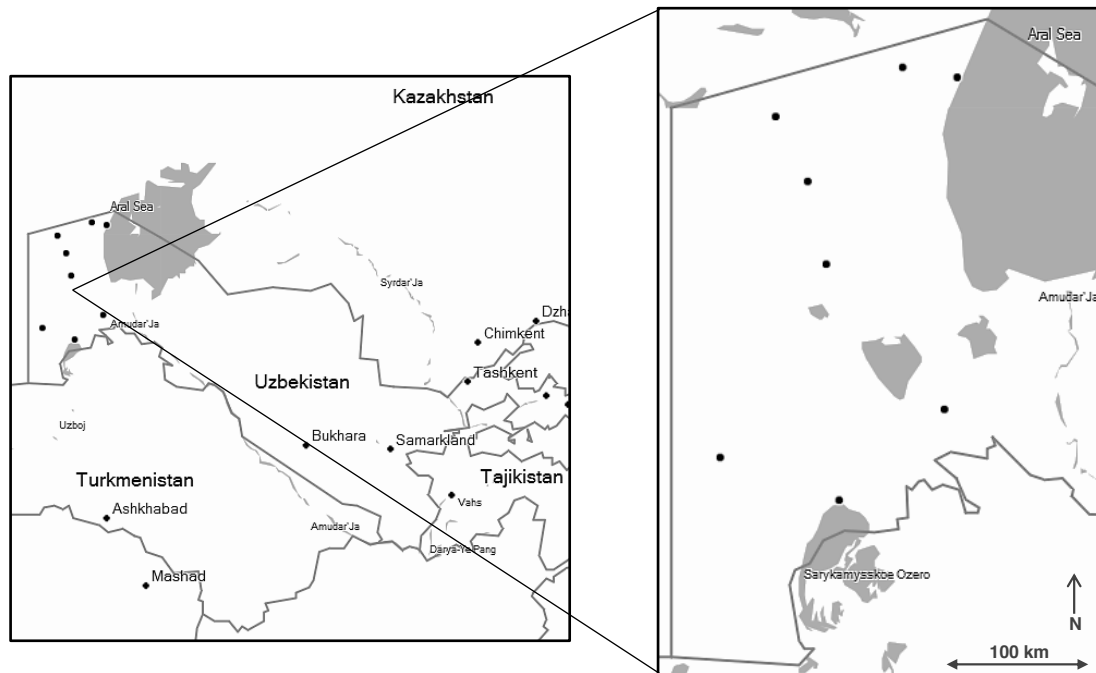 Kazakhstan
Aral Sea
Syrdar'Ja
Dzha
Amudar'Ja
Chimkent
Tashkent
Uzbekistan
Uzboj
Bukhara
Samarkland
Turkmenistan
Tajikistan
Vahs
Ashkhabad
Amudar'Ja
Darya-Ye Pang
Mashad
Aral Sea
Amudar'Ja
Sarykamysskoe Ozero
N
100 km